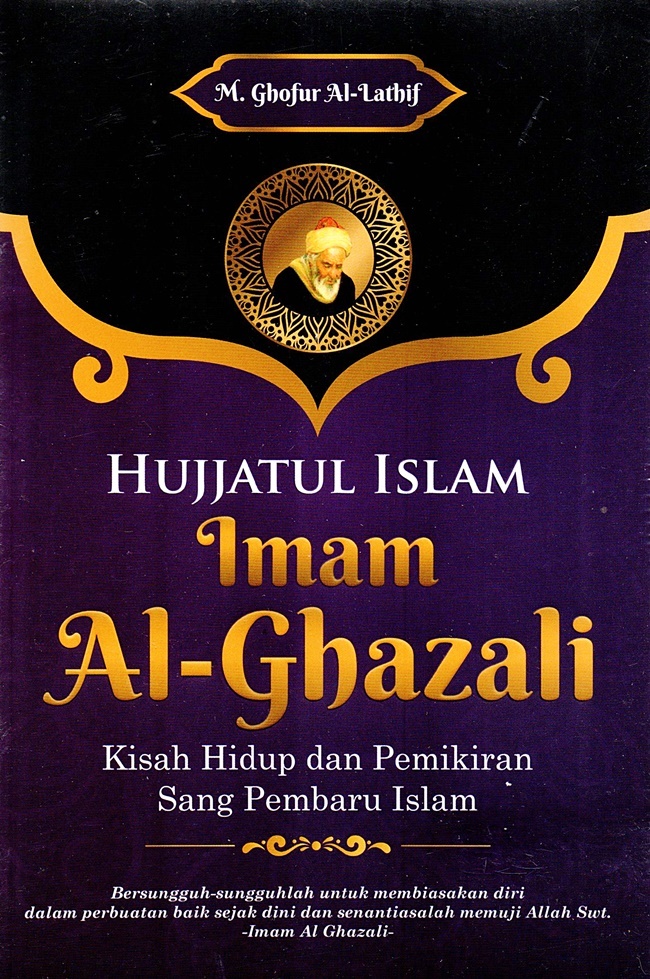 M. Ghofur Al-Lathif
HUJJATUL ISLAM
Imam
Al-Ghazali
Kisah Hidup dan Pemikiran
Sang Pembaru Islam
Bersungguh-sungguhlah untuk membiasakan diri
dalam perbuatan baik sejak dini dan senantiasalah memuji Allah Swt.
-Imam Al Ghazali-